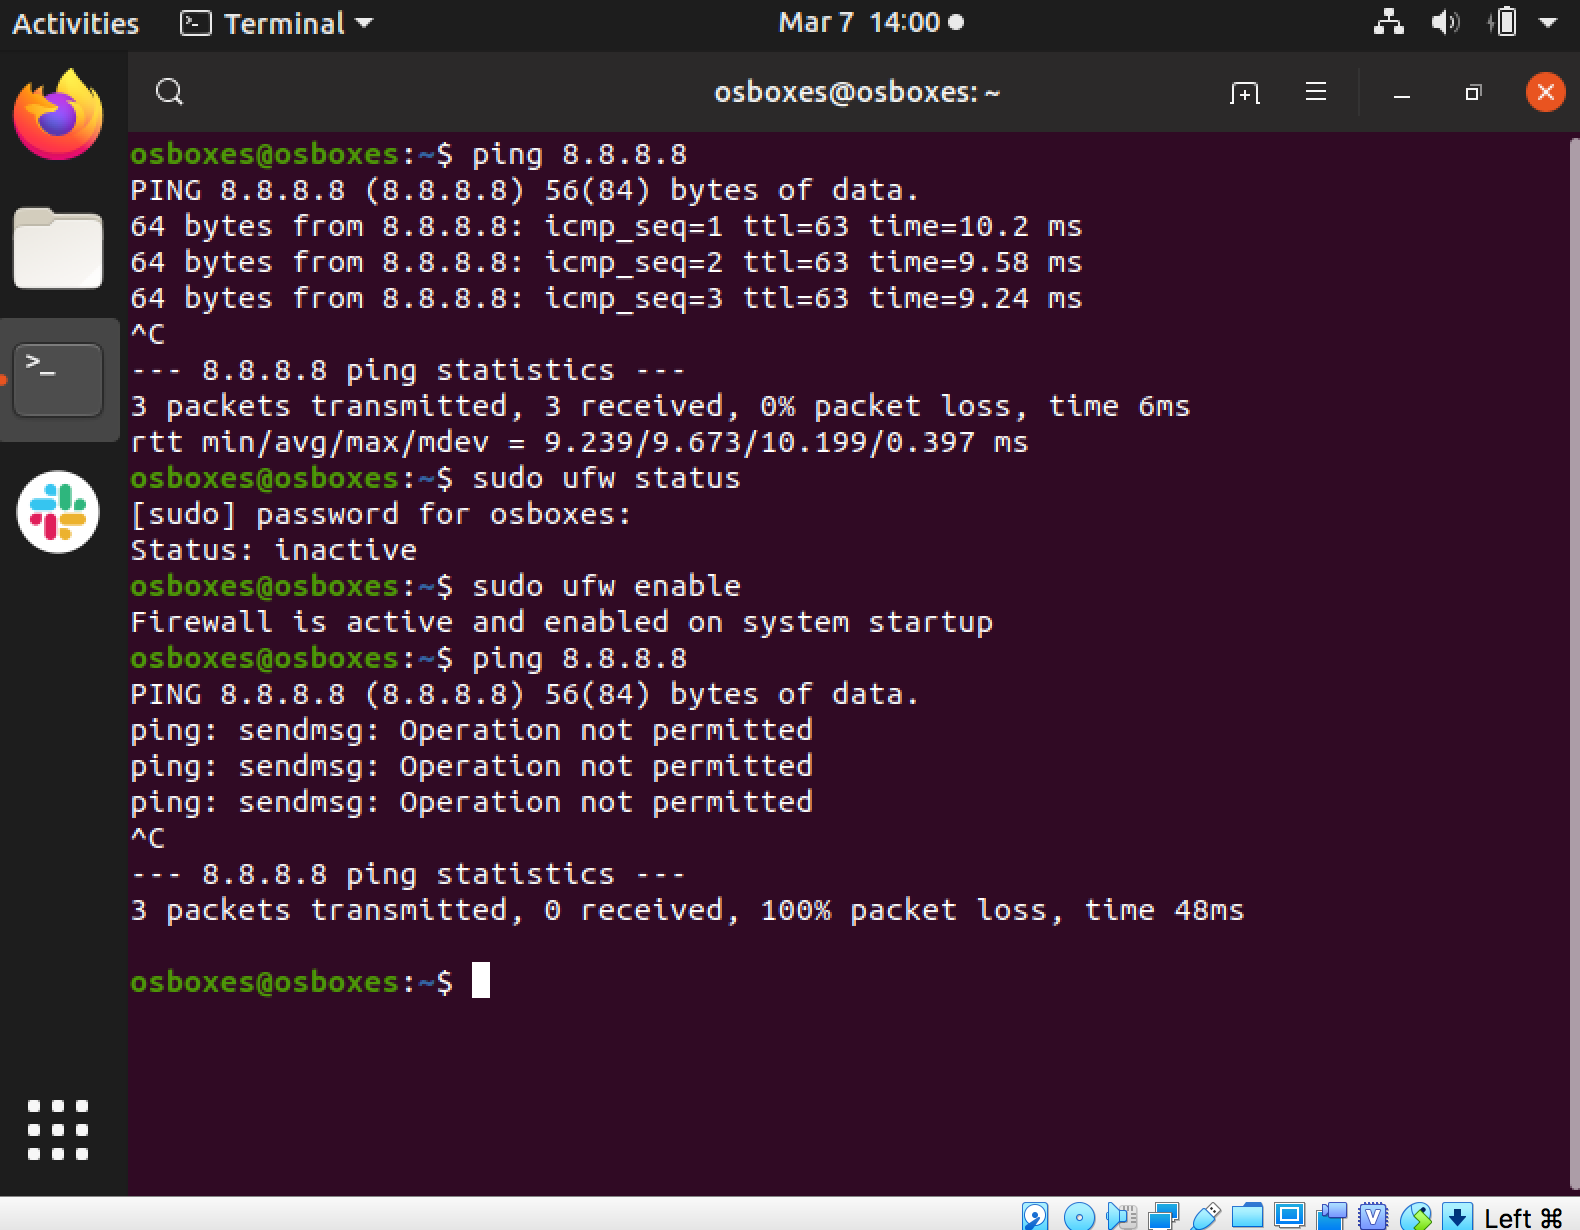 Activities
Terminal
Mar 7 14:00
osboxes@osboxes: ~
osboxes@osboxes:~$ ping 8.8.8.8
PING 8.8.8.8 (8.8.8.8) 56(84) bytes of data.
64 bytes from 8.8.8.8: icmp_seq=1 ttl=63 time=10.2 ms
64 bytes from 8.8.8.8: icmp_seq=2 ttl=63 time=9.58 ms
64 bytes from 8.8.8.8: icmp_seq=3 ttl=63 time=9.24 ms
^C
--- 8.8.8.8 ping statistics ---
3 packets transmitted, 3 received, 0% packet loss, time 6ms
rtt min/avg/max/mdev = 9.239/9.673/10.199/0.397 ms
osboxes@osboxes:~$ sudo ufw status
[sudo] password for osboxes:
Status: inactive
osboxes@osboxes:~$ sudo ufw enable
Firewall is active and enabled on system startup
osboxes@osboxes:~$ ping 8.8.8.8
PING 8.8.8.8 (8.8.8.8) 56(84) bytes of data.
ping: sendmsg: Operation not permitted
ping: sendmsg: Operation not permitted
ping: sendmsg: Operation not permitted
^C
--- 8.8.8.8 ping statistics ---
3 packets transmitted, 0 received, 100% packet loss, time 48ms
osboxes@osboxes:~$
Left ⌘